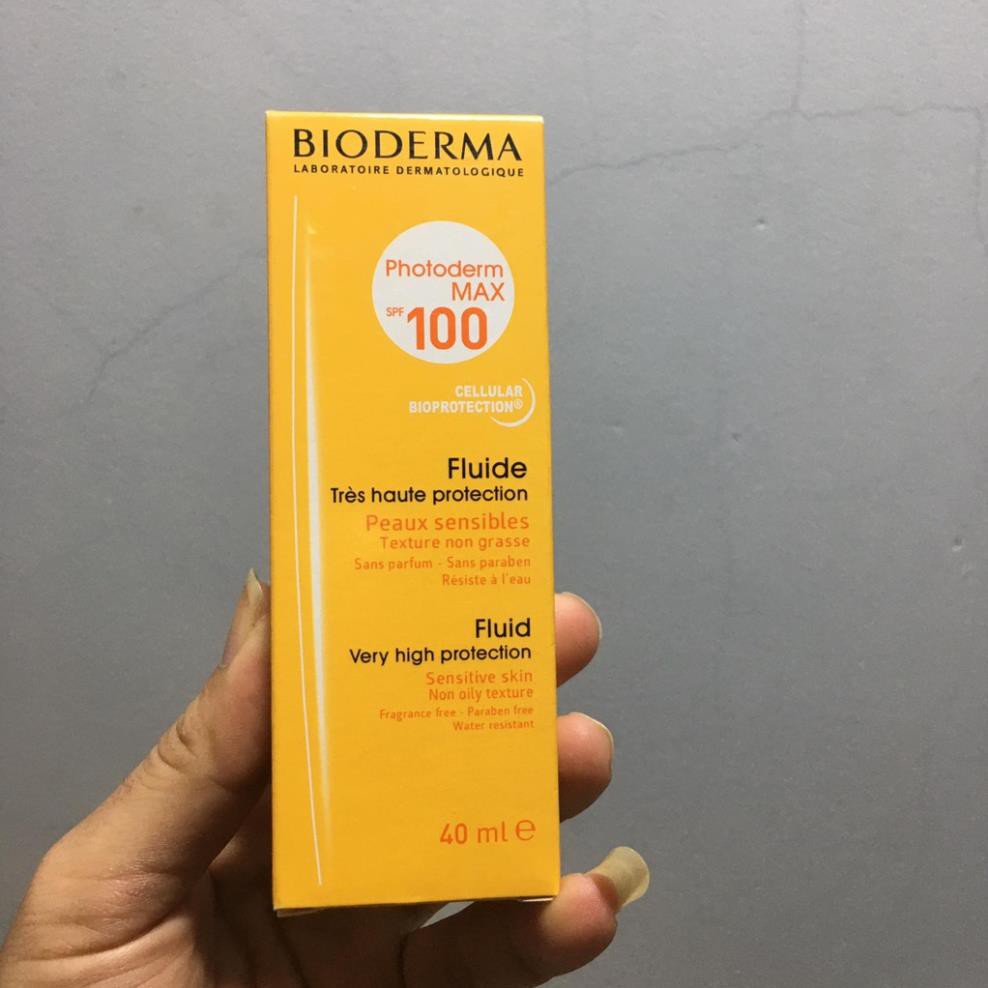 BIODERMA
LABORATOIRE DERMATOLOGIQUE
Photoderm
MAX
SPF 100
CELLULAR
BIOPROTECTION®
Fluide
Très haute protection
Peaux sensibles
Texture non grasse
Sans parfum - Sans paraben
Résiste à l'eau
Fluid
Very high protection
Sensitive skin
Non oily texture
Fragrance free - Paraben free
Water resistant
40 ml ℮